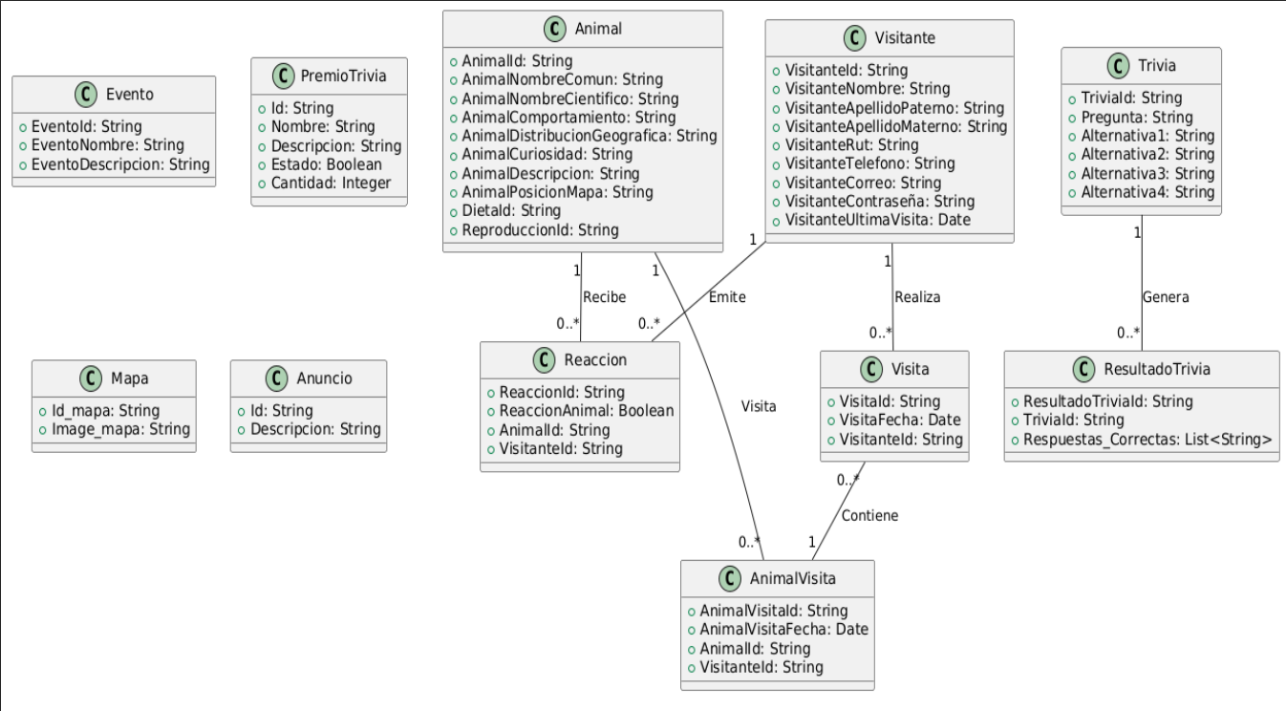 C Evento
EventoId: String
EventoNombre: String
EventoDescripcion: String
C PremioTrivia
Id: String
Nombre: String
Descripcion: String
Estado: Boolean
Cantidad: Integer
C Animal
AnimalId: String
AnimalNombreComun: String
AnimalNombreCientifico: String
AnimalComportamiento: String
AnimalDistribucionGeografica: String
AnimalCuriosidad: String
AnimalDescripcion: String
AnimalPosicionMapa: String
DietaId: String
ReproduccionId: String
C Visitante
VisitanteId: String
VisitanteNombre: String
VisitanteApellidoPaterno: String
VisitanteApellidoMaterno: String
VisitanteRut: String
VisitanteTelefono: String
VisitanteCorreo: String
VisitanteContraseña: String
VisitanteUltimaVisita: Date
C Trivia
TriviaId: String
Pregunta: String
Alternativa1: String
Alternativa2: String
Alternativa3: String
Alternativa4: String
1
Recibe
0..*
1
Visita
0..*
1
Emite
0..*
1
Realiza
0..*
1
Genera
0..*
C Mapa
Id_mapa: String
Image_mapa: String
C Anuncio
Id: String
Descripcion: String
C Reaccion
ReaccionId: String
ReaccionAnimal: Boolean
AnimalId: String
VisitanteId: String
C Visita
VisitaId: String
VisitaFecha: Date
VisitanteId: String
C ResultadoTrivia
ResultadoTriviaId: String
TriviaId: String
Respuestas_Correctas: List<String>
0..*
Contiene
1
C AnimalVisita
AnimalVisitaId: String
AnimalVisitaFecha: Date
AnimalId: String
VisitanteId: String